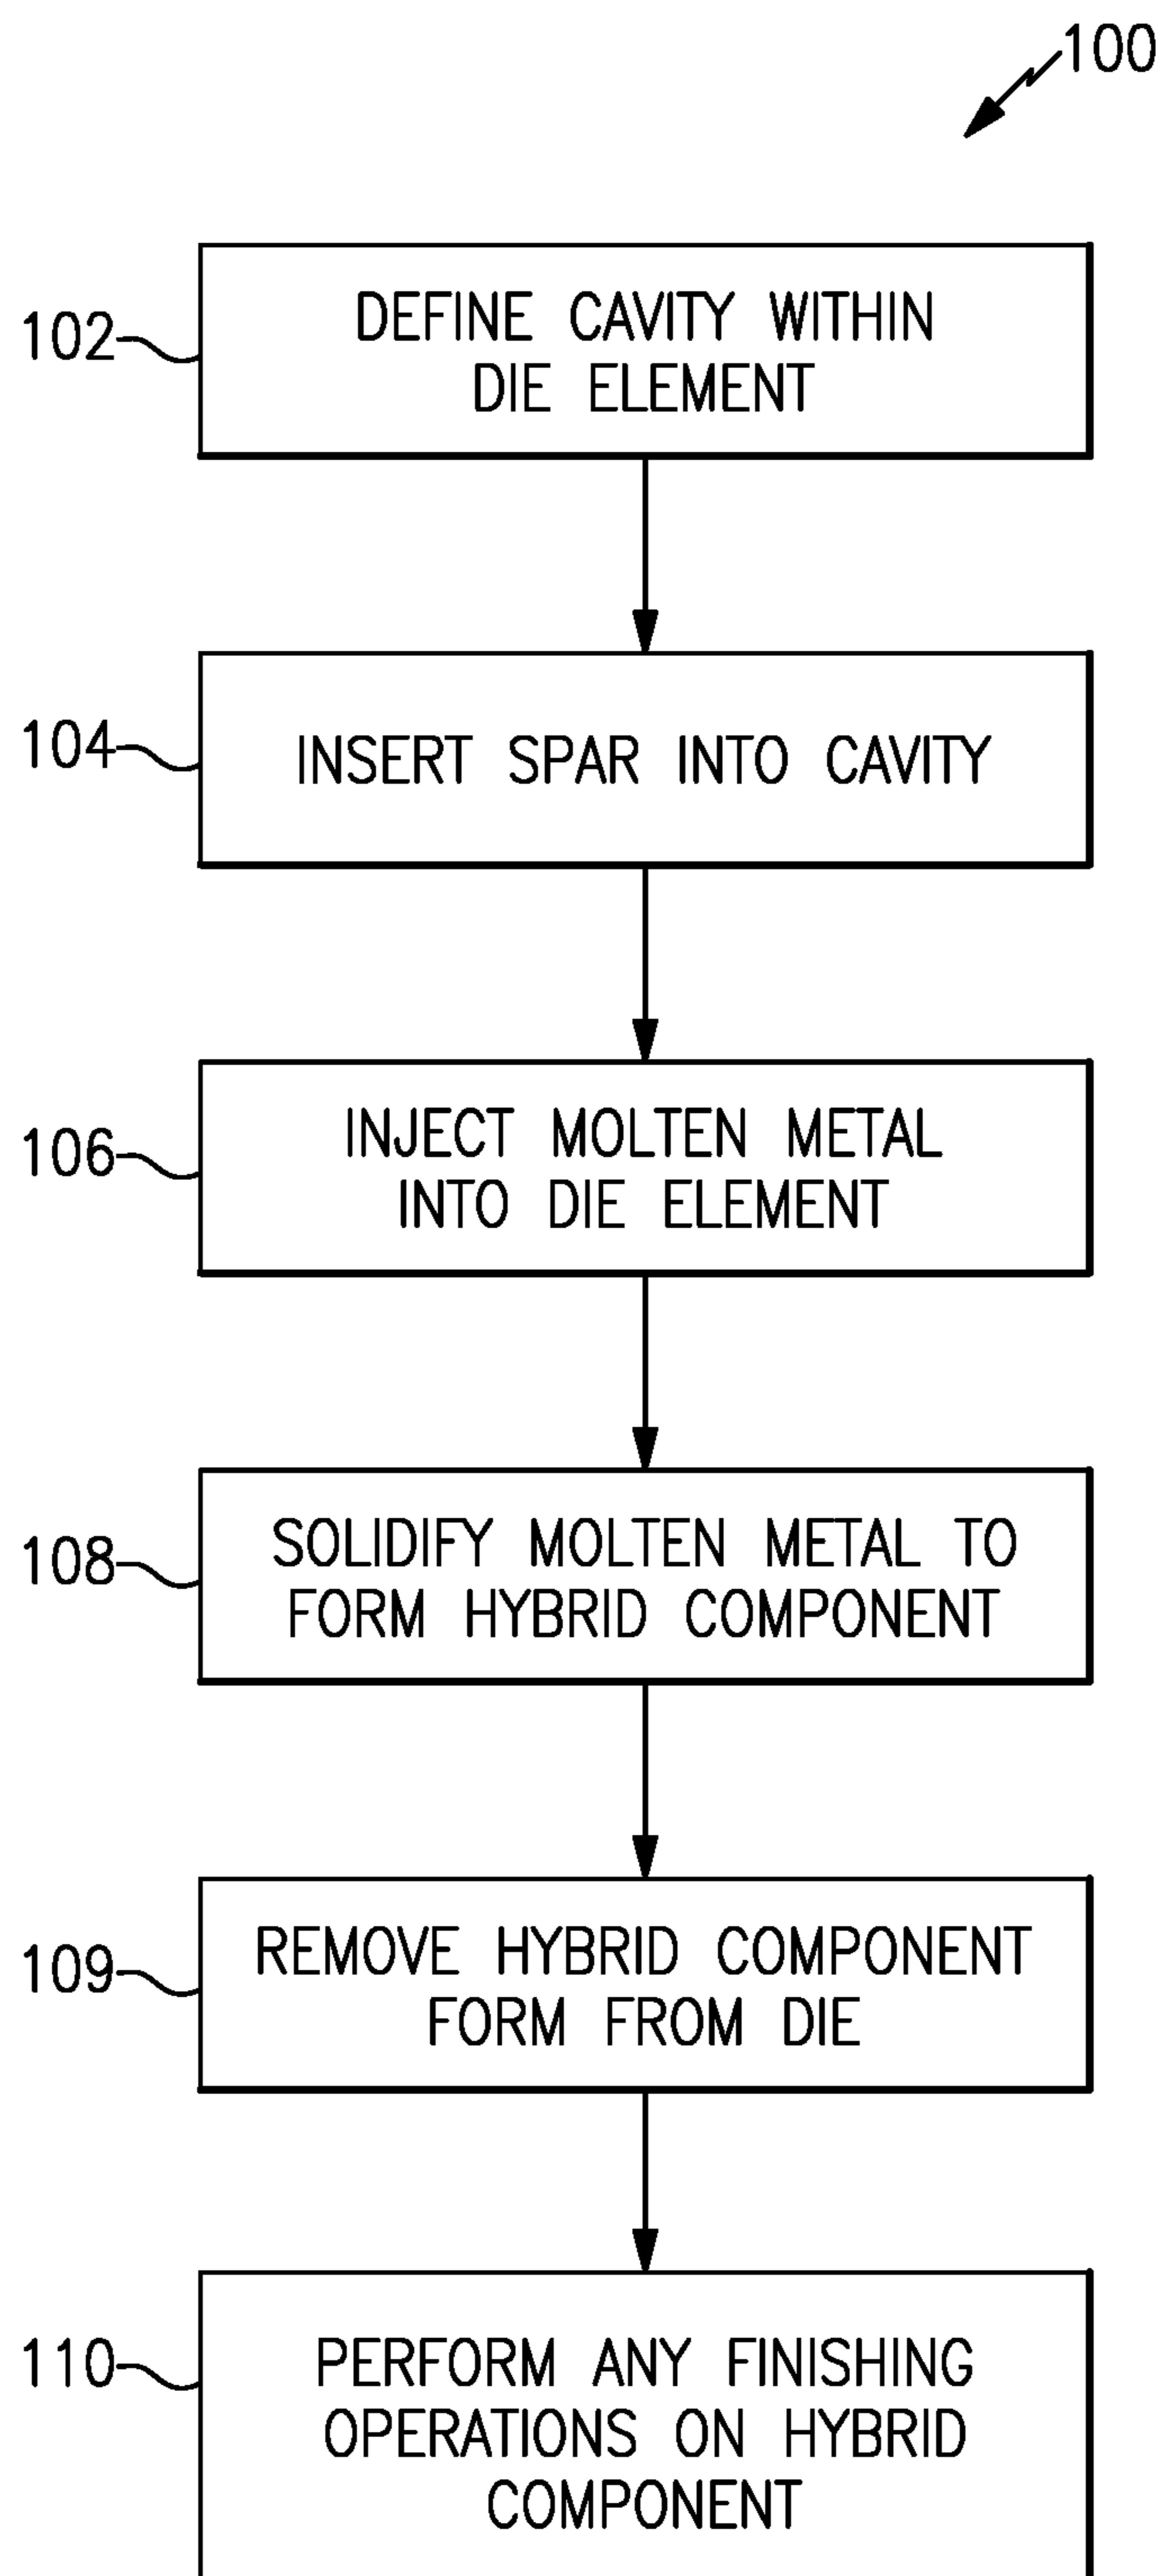 100
102
DEFINE CAVITY WITHIN
DIE ELEMENT
104
INSERT SPAR INTO CAVITY
106
INJECT MOLTEN METAL
INTO DIE ELEMENT
108
SOLIDIFY MOLTEN METAL TO
FORM HYBRID COMPONENT
109
REMOVE HYBRID COMPONENT
FORM FROM DIE
110
PERFORM ANY FINISHING
OPERATIONS ON HYBRID
COMPONENT